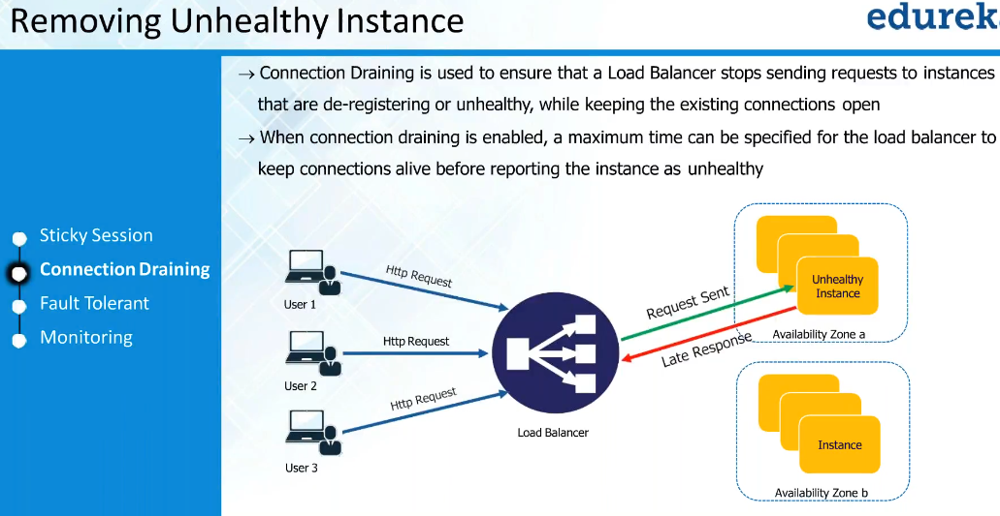 Removing Unhealthy Instance
edureka
→ Connection Draining is used to ensure that a Load Balancer stops sending requests to instances
that are de-registering or unhealthy, while keeping the existing connections open
→ When connection draining is enabled, a maximum time can be specified for the load balancer to
keep connections alive before reporting the instance as unhealthy
Sticky Session
Connection Draining
Fault Tolerant
Monitoring
Http Request
User 1
Http Request
User 2
Http Request
User 3
Load Balancer
Request Sent
Late Response
Unhealthy
Instance
Availability Zone a
Instance
Availability Zone b